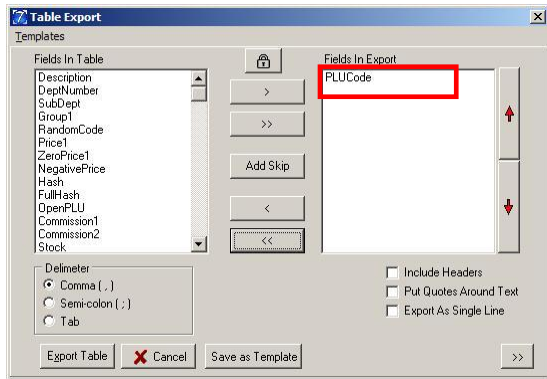 Table Export
Templates
Fields In Table
Fields In Export
Description
DeptNumber
SubDept
Group1
RandomCode
Price1
ZeroPrice1
NegativePrice
Hash
FullHash
OpenPLU
Commission1
Commission2
Stock
>
>>
Add Skip
<
<<
PLUCode
Delimeter
Comma ( , )
Semi-colon ( ; )
Tab
Include Headers
Put Quotes Around Text
Export As Single Line
Export Table
Cancel
Save as Template
>>